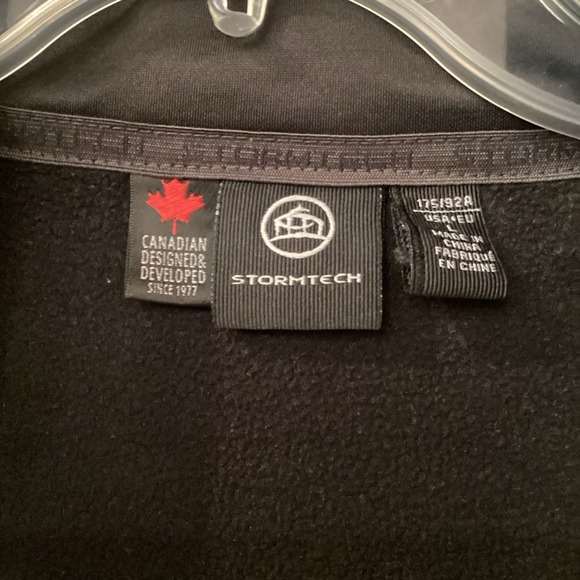 CANADIAN
DESIGNED&
DEVELOPED
SINCE 1977
STORMTECH
175/92A
USA•EU
L
MADE IN
CHINA
FABRIQUÉ
EN CHINE